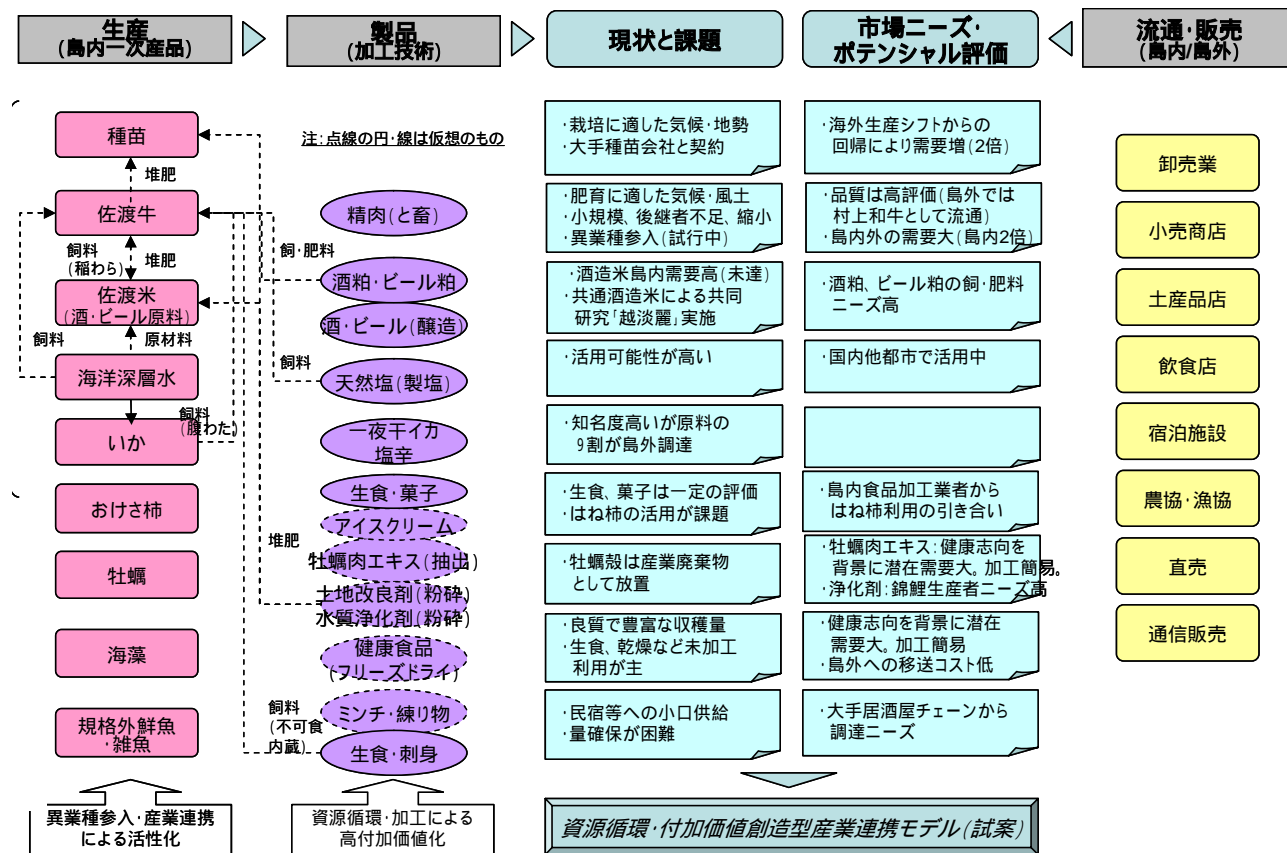 生産
(島内一次産品)
製品
(加工技術)
現状と課題
市場ニーズ・
ポテンシャル評価
流通・販売
(島内/島外)
注:点線の円・線は仮想のもの
種苗
堆肥
佐渡牛
飼料
(稲わら)
堆肥
佐渡米
(酒・ビール原料)
飼料
原材料
海洋深層水
飼料
(腹わた)
いか
おけさ柿
牡蠣
海藻
規格外鮮魚
・雑魚
異業種参入・産業連携
による活性化
精肉(と畜)
飼・肥料
酒粕・ビール粕
酒・ビール(醸造)
飼料
天然塩(製塩)
一夜干イカ
塩辛
生食・菓子
アイスクリーム
堆肥
牡蠣肉エキス(抽出)
土地改良剤(粉砕)
水質浄化剤(粉砕)
健康食品
(フリーズドライ)
飼料
(不可食
内蔵)
ミンチ・練り物
生食・刺身
資源循環・加工による
高付加価値化
・栽培に適した気候・地勢
・大手種苗会社と契約
・肥育に適した気候・風土
・小規模、後継者不足、縮小
・異業種参入(試行中)
・酒造米島内需要高(未達)
・共通酒造米による共同
研究「越淡麗」実施
・活用可能性が高い
・知名度高いが原料の
9割が島外調達
・生食、菓子は一定の評価
・はね柿の活用が課題
・牡蠣殻は産業廃棄物
として放置
・良質で豊富な収穫量
・生食、乾燥など未加工
利用が主
・民宿等への小口供給
・量確保が困難
・海外生産シフトからの
回帰により需要増(2倍)
・品質は高評価(島外では
村上和牛として流通)
・島内外の需要大(島内2倍)
・酒粕、ビール粕の飼・肥料
ニーズ高
・国内他都市で活用中
・島内食品加工業者から
はね柿利用の引き合い
・牡蠣肉エキス:健康志向を
背景に潜在需要大。加工簡易。
・浄化剤:錦鯉生産者ニーズ高
・健康志向を背景に潜在
需要大。加工簡易
・島外への移送コスト低
・大手居酒屋チェーンから
調達ニーズ
卸売業
小売商店
土産品店
飲食店
宿泊施設
農協・漁協
直売
通信販売
資源循環・付加価値創造型産業連携モデル(試案)